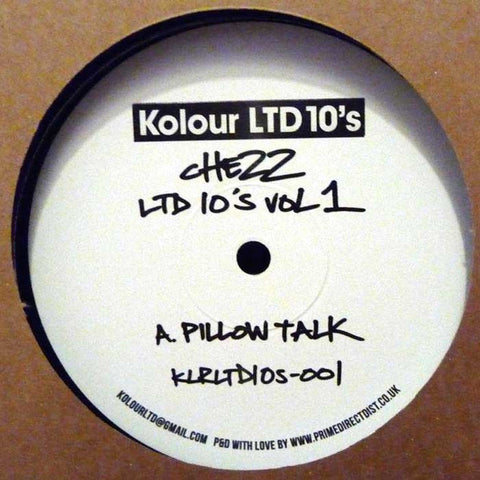 Kolour LTD 10's
CHEZZ
LTD 10's VOL 1
A. PILLOW TALK
KLRLTD10S-001
KOLOURLTD@GMAIL.COM P&D WITH LOVE BY WWW.PRIMEDIRECTDIST.CO.UK